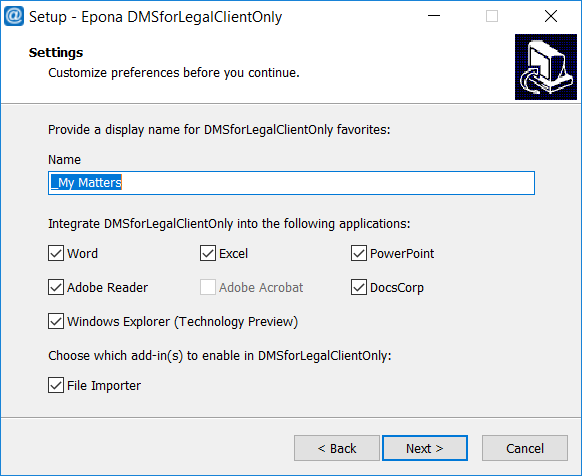 Setup - Epona DMSforLegalClientOnly
Settings
Customize preferences before you continue.
Provide a display name for DMSforLegalClientOnly favorites:
Name
_My Matters
Integrate DMSforLegalClientOnly into the following applications:
Word Excel PowerPoint
Adobe Reader Adobe Acrobat DocsCorp
Windows Explorer (Technology Preview)
Choose which add-in(s) to enable in DMSforLegalClientOnly:
File Importer
< Back Next > Cancel